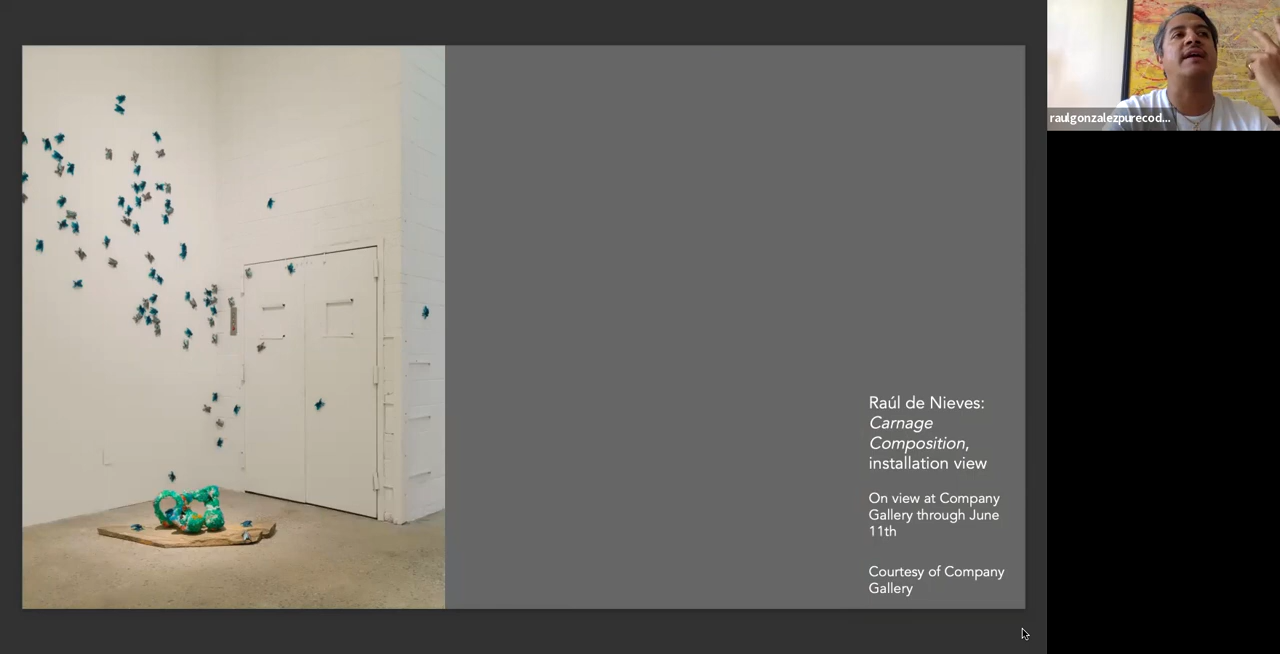 raulgonzalezpurecod...
Raúl de Nieves:
Carnage
Composition,
installation view
On view at Company
Gallery through June
11th
Courtesy of Company
Gallery